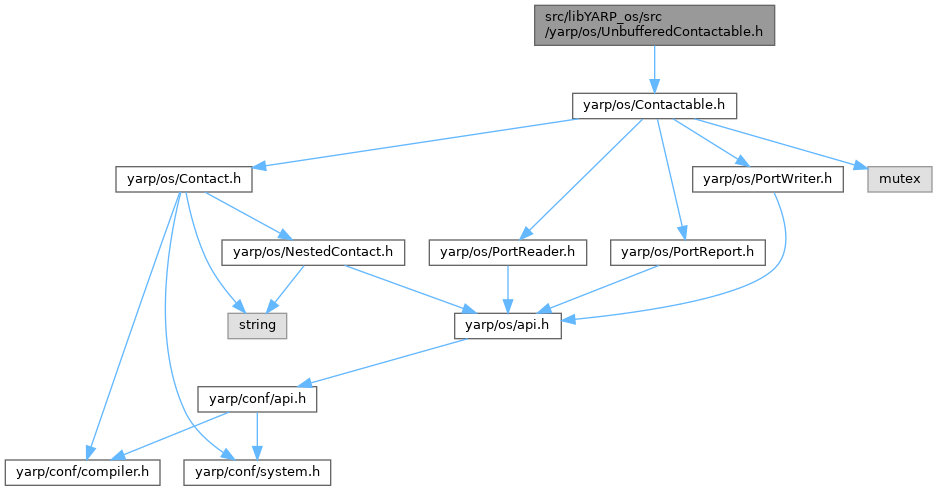 src/libYARP_os/src
/yarp/os/UnbufferedContactable.h
yarp/os/Contactable.h
yarp/os/Contact.h
yarp/os/PortWriter.h
mutex
yarp/os/NestedContact.h
yarp/os/PortReader.h
yarp/os/PortReport.h
string
yarp/os/api.h
yarp/conf/api.h
yarp/conf/compiler.h
yarp/conf/system.h